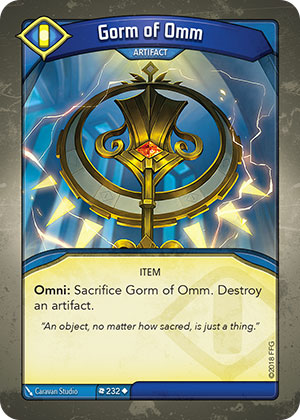 Gorm of Omm
ARTIFACT
ITEM
Omni: Sacrifice Gorm of Omm. Destroy
an artifact.
"An object, no matter how sacred, is just a thing."
Caravan Studio
232
©2018 FFG